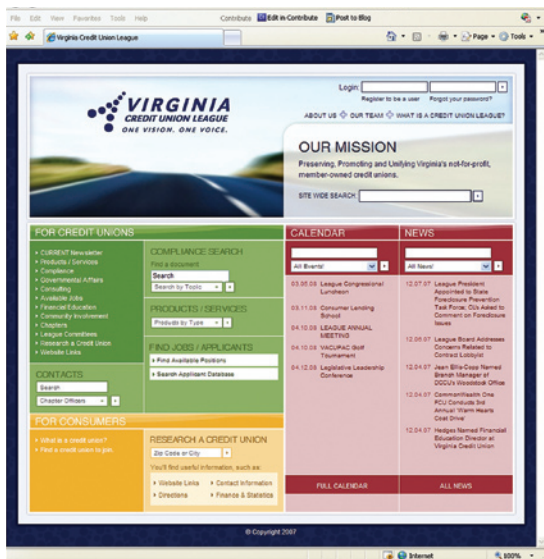 File Edit View Favorites Tools Help Contribute Edit in Contribute Post to Blog
Virginia Credit Union League
Page Tools
Login:
Register to be a user Forgot your password?
VIRGINIA
CREDIT UNION LEAGUE
ONE VISION. ONE VOICE.
ABOUT US OUR TEAM WHAT IS A CREDIT UNION LEAGUE?
OUR MISSION
Preserving, Promoting and Unifying Virginia's not-for-profit,
member-owned credit unions.
SITE WIDE SEARCH
FOR CREDIT UNIONS
CURRENT Newsletter
Products / Services
Compliance
Governmental Affairs
Consulting
Available Jobs
Financial Education
Community Involvement
Chapters
League Committees
Research a Credit Union
Website Links
CONTACTS
Search
Chapter Officers
COMPLIANCE SEARCH
Find a document
Search
Search by Topic
PRODUCTS / SERVICES
Products by Type
FIND JOBS / APPLICANTS
Find Available Positions
Search Applicant Database
FOR CONSUMERS
What is a credit union?
Find a credit union to join.
RESEARCH A CREDIT UNION
Zip Code or City
You'll find useful information, such as:
Website Links Contact Information
Directions Finance & Statistics
CALENDAR
All Events
03.05.08 League Congressional
Luncheon
03.11.08 Consumer Lending
School
04.10.08 LEAGUE ANNUAL
MEETING
04.10.08 VACUPAC Golf
Tournament
04.12.08 Legislative Leadership
Conference
FULL CALENDAR
NEWS
All News
12.07.07 League President
Appointed to State
Foreclosure Prevention
Task Force; CUs Asked to
Comment on Foreclosure
Issues
12.06.07 League Board Addresses
Concerns Related to
Contract Lobbyist
12.04.07 Jean Ellis-Copp Named
Branch Manager of
DGCU's Woodstock Office
12.04.07 CommonWealth One
FCU Conducts 3rd
Annual 'Warm Hearts
Coat Drive'
12.04.07 Hedges Named Financial
Education Director at
Virginia Credit Union
ALL NEWS
© Copyright 2007
Internet 100%